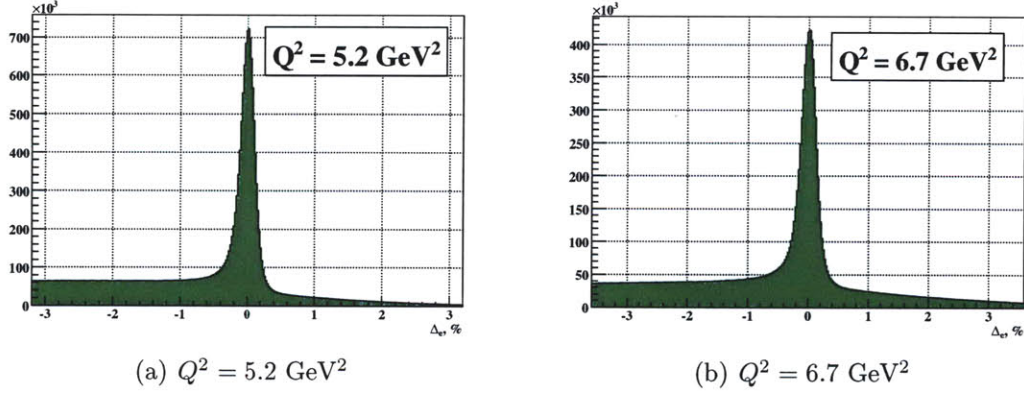 ×10³
700
600
500
400
300
200
100
0
-3 -2 -1 0 1 2 3
Δₑ, %
Q² = 5.2 GeV²
(a) Q² = 5.2 GeV²
×10³
400
350
300
250
200
150
100
50
0
-3 -2 -1 0 1 2 3
Δₑ, %
Q² = 6.7 GeV²
(b) Q² = 6.7 GeV²